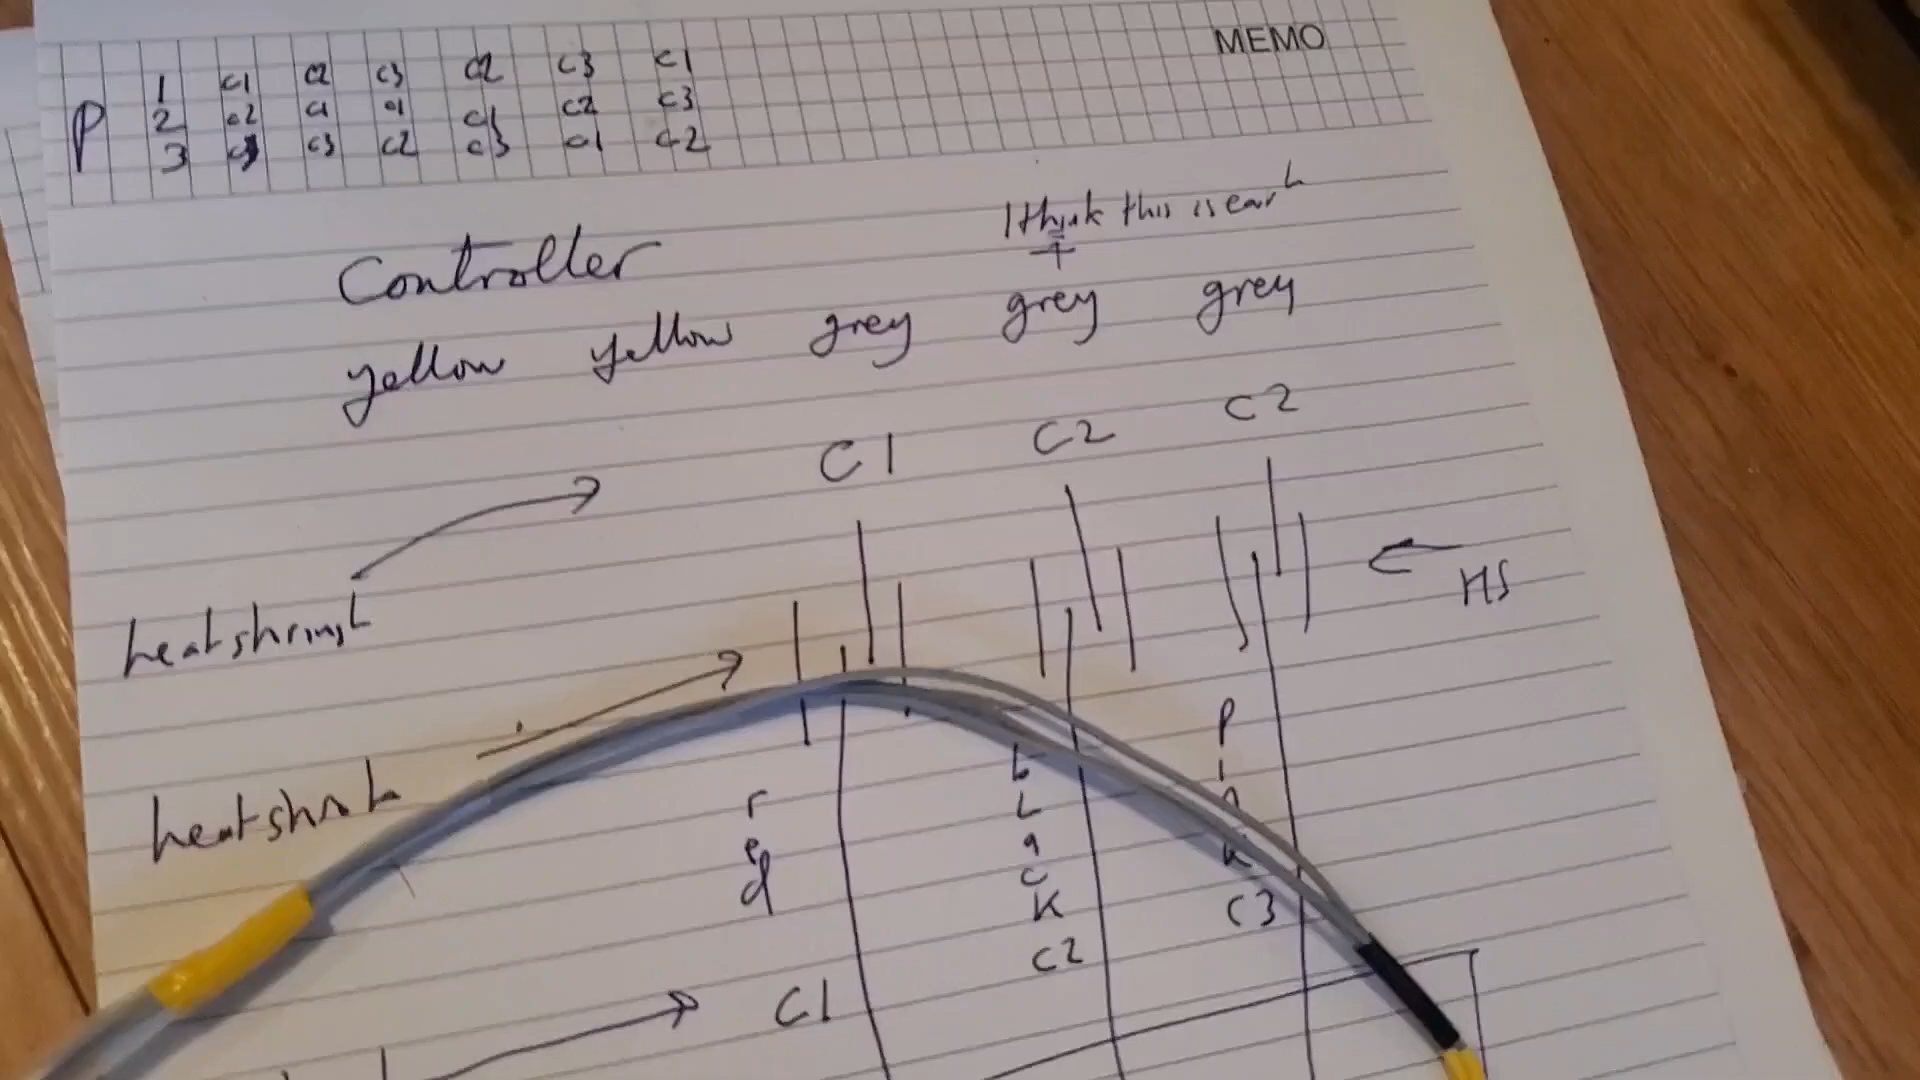 MEMO
1 C1 C2 C3 C2 C3 C1
P 2 C2 C1 C1 C1 C2 C3
3 C3 C3 C2 C3 C1 C2
I think this is earh
Controller
yellow yellow grey grey grey
C1 C2 C2
HS
heatshrink
heatshrink
red
black
pink
C3
C2
C1